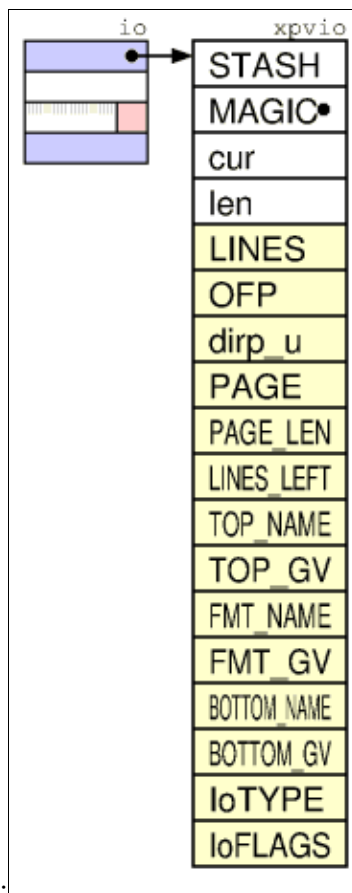 io xpvio
STASH
MAGIC
cur
len
LINES
OFP
dirp_u
PAGE
PAGE_LEN
LINES_LEFT
TOP_NAME
TOP_GV
FMT_NAME
FMT_GV
BOTTOM_NAME
BOTTOM_GV
IoTYPE
IoFLAGS
.